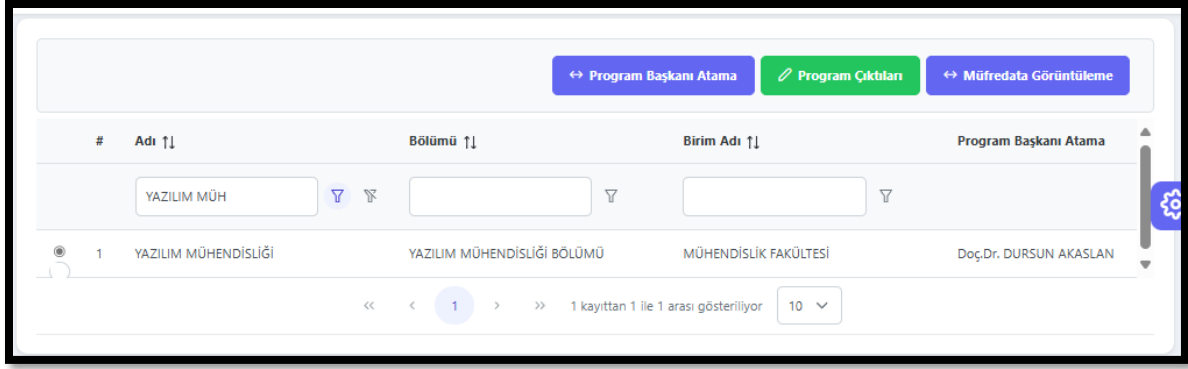 Program Başkanı Atama Program Çıktıları Müfredata Görüntüleme
# Adı Bölümü Birim Adı Program Başkanı Atama
YAZILIM MÜH
1 YAZILIM MÜHENDİSLİĞİ YAZILIM MÜHENDİSLİĞİ BÖLÜMÜ MÜHENDİSLİK FAKÜLTESİ Doç.Dr. DURSUN AKASLAN
« ‹ 1 › » 1 kayıttan 1 ile 1 arası gösteriliyor 10